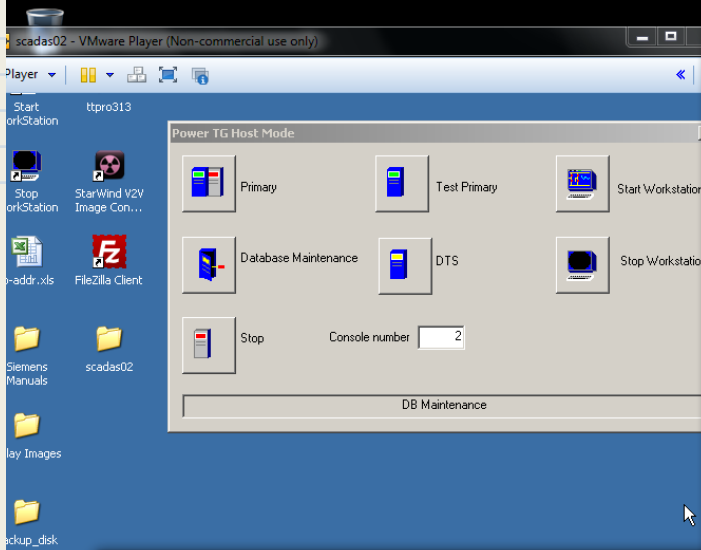 scadas02 - VMware Player (Non-commercial use only)
Player
Start
orkStation
ttpro313
Power TG Host Mode
Primary
Test Primary
Start Workstation
Stop
orkStation
StarWind V2V
Image Con...
Database Maintenance
DTS
Stop Workstatio
o-addr.xls
FileZilla Client
Stop
Console number
2
Siemens
Manuals
scadas02
DB Maintenance
lay Images
ackup_disk